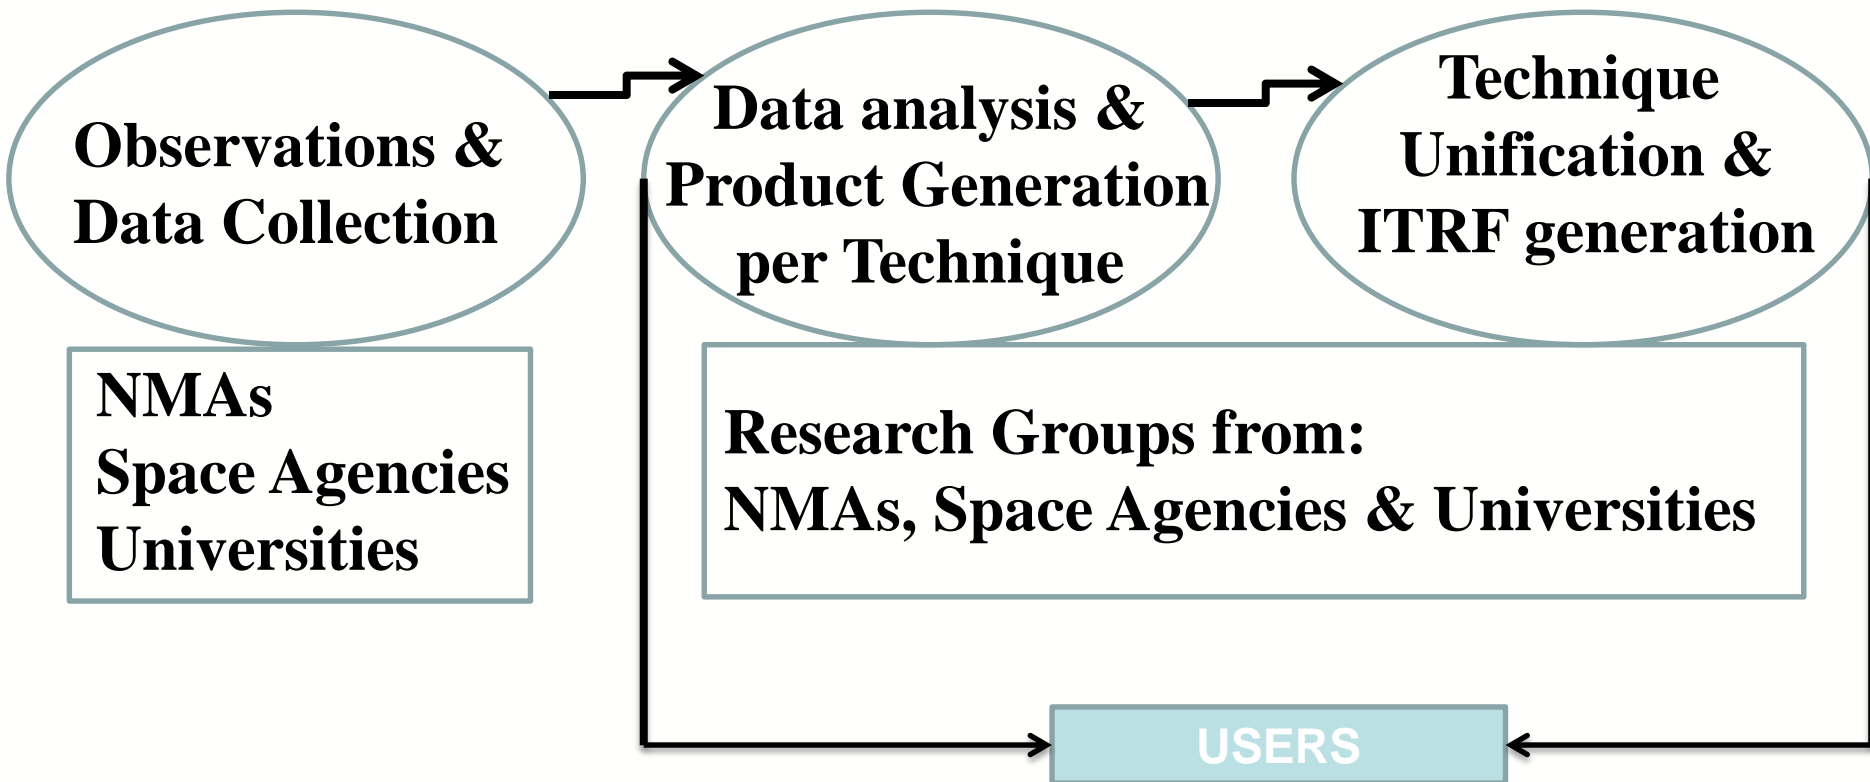 Observations &
Data Collection
Data analysis &
Product Generation
per Technique
Technique
Unification &
ITRF generation
NMAs
Space Agencies
Universities
Research Groups from:
NMAs, Space Agencies & Universities
USERS